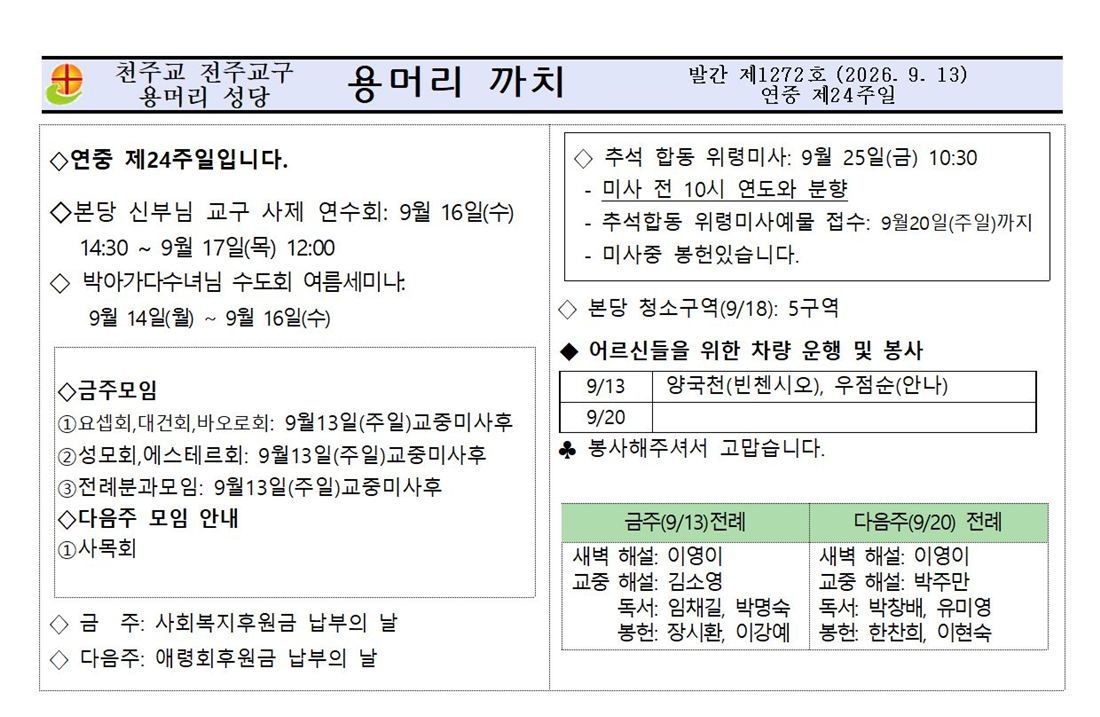 천주교 전주교구
용머리 성당
용머리 까치
발간 제1272호 (2026. 9. 13)
연중 제24주일
◇연중 제24주일입니다.
◇본당 신부님 교구 사제 연수회: 9월 16일(수)
14:30 ~ 9월 17일(목) 12:00
◇ 박아가다수녀님 수도회 여름세미나:
9월 14일(월) ~ 9월 16일(수)
◇금주모임
①요셉회,대건회,바오로회: 9월13일(주일)교중미사후
②성모회,에스테르회: 9월13일(주일)교중미사후
③전례분과모임: 9월13일(주일)교중미사후
◇다음주 모임 안내
①사목회
◇ 금 주: 사회복지후원금 납부의 날
◇ 다음주: 애령회후원금 납부의 날
◇ 추석 합동 위령미사: 9월 25일(금) 10:30
- 미사 전 10시 연도와 분향
- 추석합동 위령미사예물 접수: 9월20일(주일)까지
- 미사중 봉헌있습니다.
◇ 본당 청소구역(9/18): 5구역
◆ 어르신들을 위한 차량 운행 및 봉사
9/13 양국천(빈첸시오), 우점순(안나)
9/20
♣ 봉사해주셔서 고맙습니다.
금주(9/13)전례
새벽 해설: 이영이
교중 해설: 김소영
독서: 임채길, 박명숙
봉헌: 장시환, 이강예
다음주(9/20) 전례
새벽 해설: 이영이
교중 해설: 박주만
독서: 박창배, 유미영
봉헌: 한찬희, 이현숙